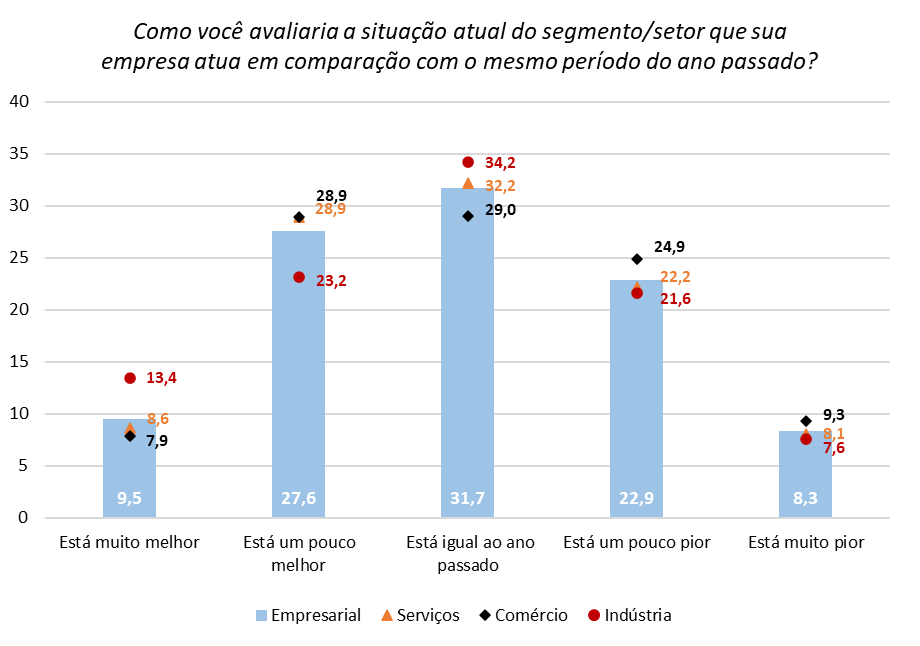 Como você avaliaria a situação atual do segmento/setor que sua
empresa atua em comparação com o mesmo período do ano passado?
40
35
30
25
20
15
10
5
0
13,4
8,6
7,9
9,5
28,9
28,9
23,2
27,6
34,2
32,2
29,0
31,7
24,9
22,2
21,6
22,9
9,3
8,1
7,6
8,3
Está muito melhor
Está um pouco
melhor
Está igual ao ano
passado
Está um pouco pior
Está muito pior
Empresarial
Serviços
Comércio
Indústria